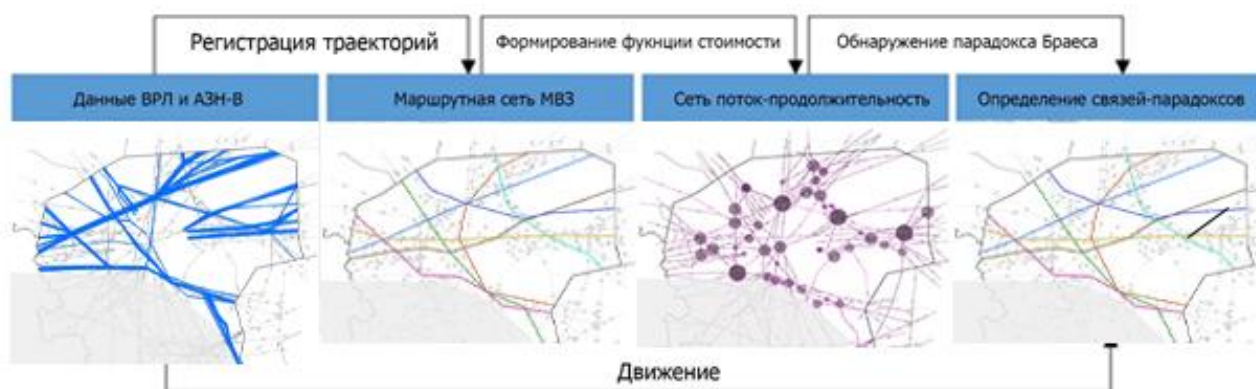 Регистрация траекторий
Формирование фукнции стоимости
Обнаружение парадокса Браеса
Данные ВРЛ и АЗН-В
Маршрутная сеть МВЗ
Сеть поток-продолжительность
Определение связей-парадоксов
Движение